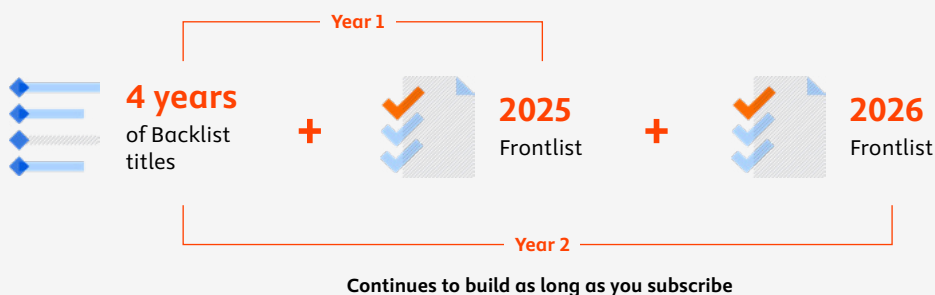 Year 1
4 years
of Backlist
titles
+
2025
Frontlist
+
2026
Frontlist
Year 2
Continues to build as long as you subscribe